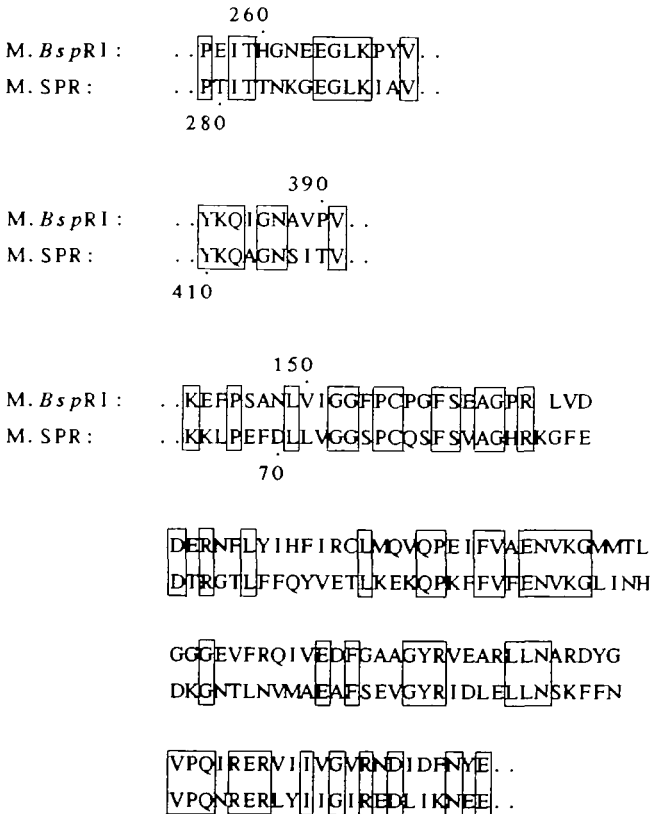 260
M.BspRI: ..PEITHGNEEGLKPYV..
M.SPR: ..PTITTNKGEGLKIAV..
280
390
M.BspRI: ..YKQIGNAVPV..
M.SPR: ..YKQAGNSITV..
410
150
M.BspRI: ..KEFPSANLVIGGFPCPGFSEAGPR LVD
M.SPR: ..KKLPEFDLLVGGSPCQSFSVAGHRKGFE
70
DERNFLYIHFIRCLMQVQPEIFVAENVKGMMTL
DTRGTLFFQYVETLKEKQPKFFVFENVKGLINH
GGGEVFRQIVEDFGAAGYRVEARLLNARDYG
DKGNTLNVMAEAFSEVGYRIDLELLNSKFFN
VPQIRERVIIVGVRNDIDFNYE..
VPQNRERLYIIGIREDLIKNEE..